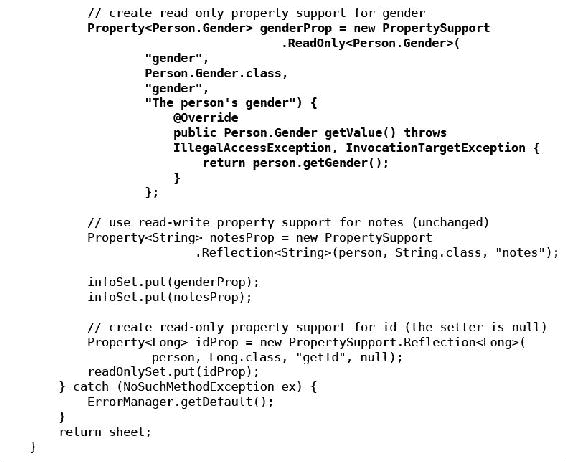 // create read only property support for gender
Property<Person.Gender> genderProp = new PropertySupport
.ReadOnly<Person.Gender>(
"gender",
Person.Gender.class,
"gender",
"The person's gender") {
@Override
public Person.Gender getValue() throws
IllegalAccessException, InvocationTargetException {
return person.getGender();
}
};
// use read-write property support for notes (unchanged)
Property<String> notesProp = new PropertySupport
.Reflection<String>(person, String.class, "notes");
infoSet.put(genderProp);
infoSet.put(notesProp);
// create read-only property support for id (the setter is null)
Property<Long> idProp = new PropertySupport.Reflection<Long>(
person, Long.class, "getId", null);
readOnlySet.put(idProp);
} catch (NoSuchMethodException ex) {
ErrorManager.getDefault();
}
return sheet;
}